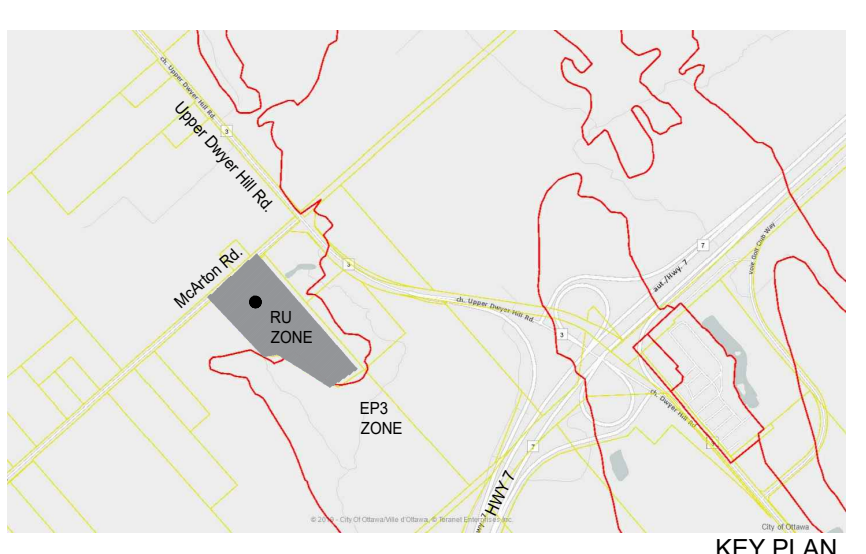 ch. Upper Dwyer Hill Rd.
3
Upper Dwyer Hill Rd.
McArton Rd.
3
RU
ZONE
EP3
ZONE
ch. Upper Dwyer Hill Rd.
3
7
aut./Hwy. 7
Vole Golf Club Way
ch. Dwyer Hill Rd.
7
HWY 7
© - City Of Ottawa/Ville d'Ottawa, © Teranet Enterprises Inc.
City of Ottawa
KEY PLAN